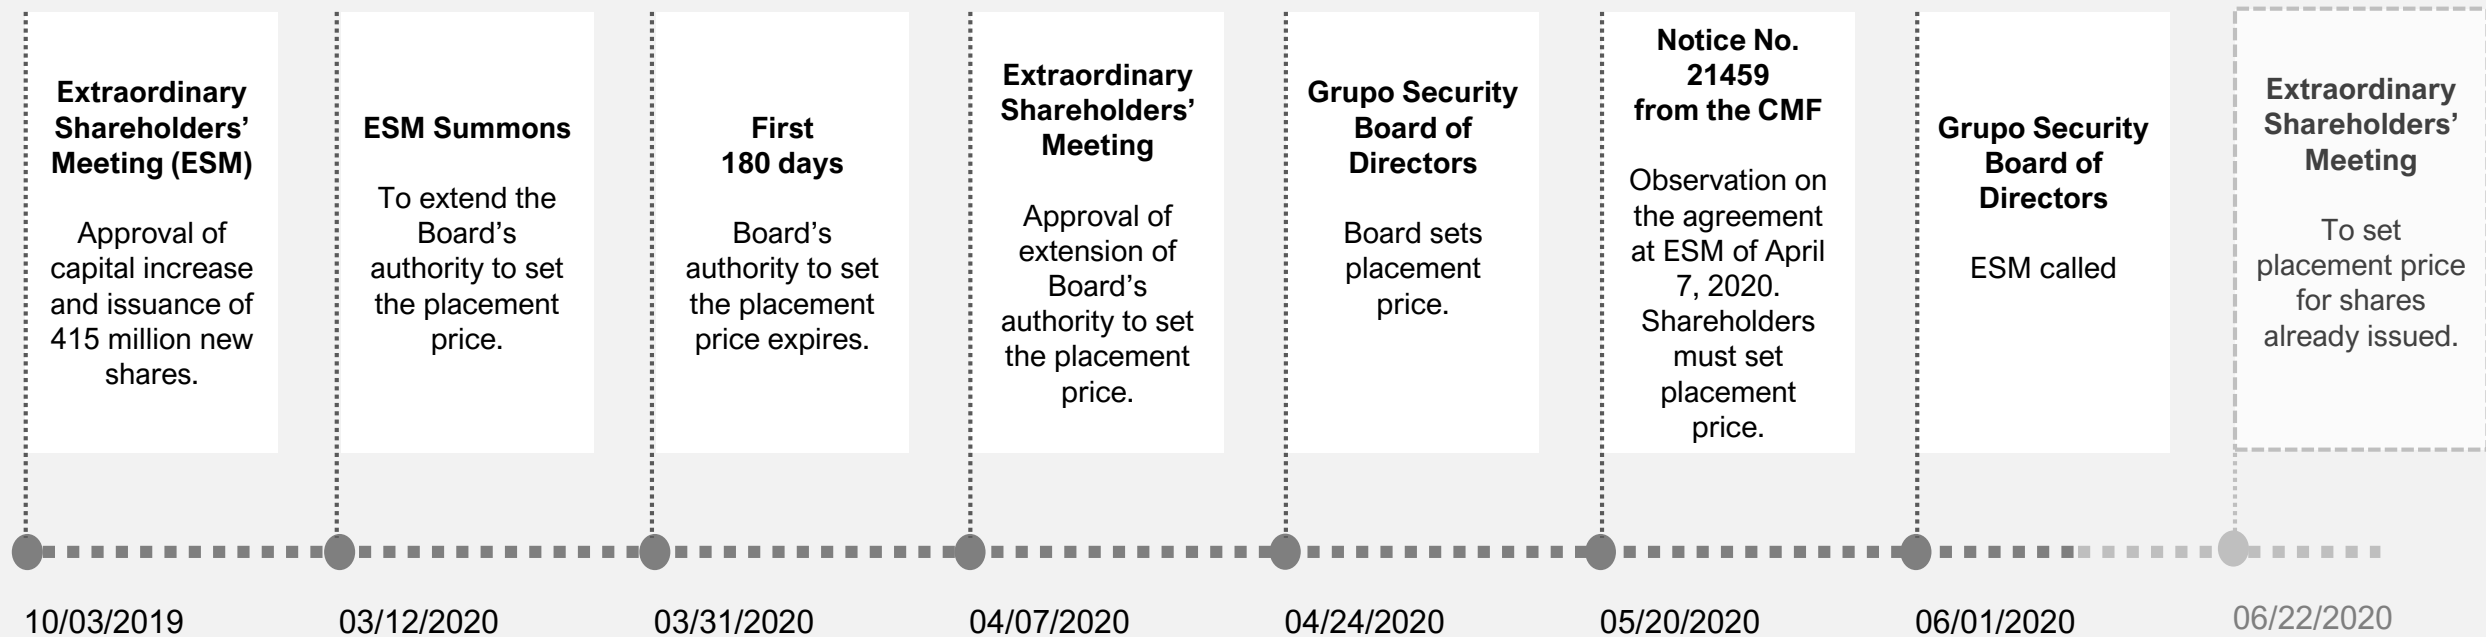 Extraordinary
Shareholders’
Meeting (ESM)
Approval of
capital increase
and issuance of
415 million new
shares.
10/03/2019
ESM Summons
To extend the
Board’s
authority to set
the placement
price.
03/12/2020
First
180 days
Board’s
authority to set
the placement
price expires.
03/31/2020
Extraordinary
Shareholders’
Meeting
Approval of
extension of
Board’s
authority to set
the placement
price.
04/07/2020
Grupo Security
Board of
Directors
Board sets
placement
price.
04/24/2020
Notice No.
21459
from the CMF
Observation on
the agreement
at ESM of April
7, 2020.
Shareholders
must set
placement
price.
05/20/2020
Grupo Security
Board of
Directors
ESM called
06/01/2020
Extraordinary
Shareholders’
Meeting
To set
placement price
for shares
already issued.
06/22/2020